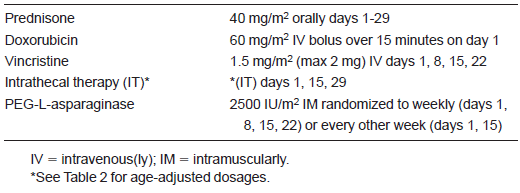 Prednisone 40 mg/m² orally days 1-29
Doxorubicin 60 mg/m² IV bolus over 15 minutes on day 1
Vincristine 1.5 mg/m² (max 2 mg) IV days 1, 8, 15, 22
Intrathecal therapy (IT)* *(IT) days 1, 15, 29
PEG-L-asparaginase 2500 IU/m² IM randomized to weekly (days 1,
8, 15, 22) or every other week (days 1, 15)
IV = intravenous(ly); IM = intramuscularly.
*See Table 2 for age-adjusted dosages.